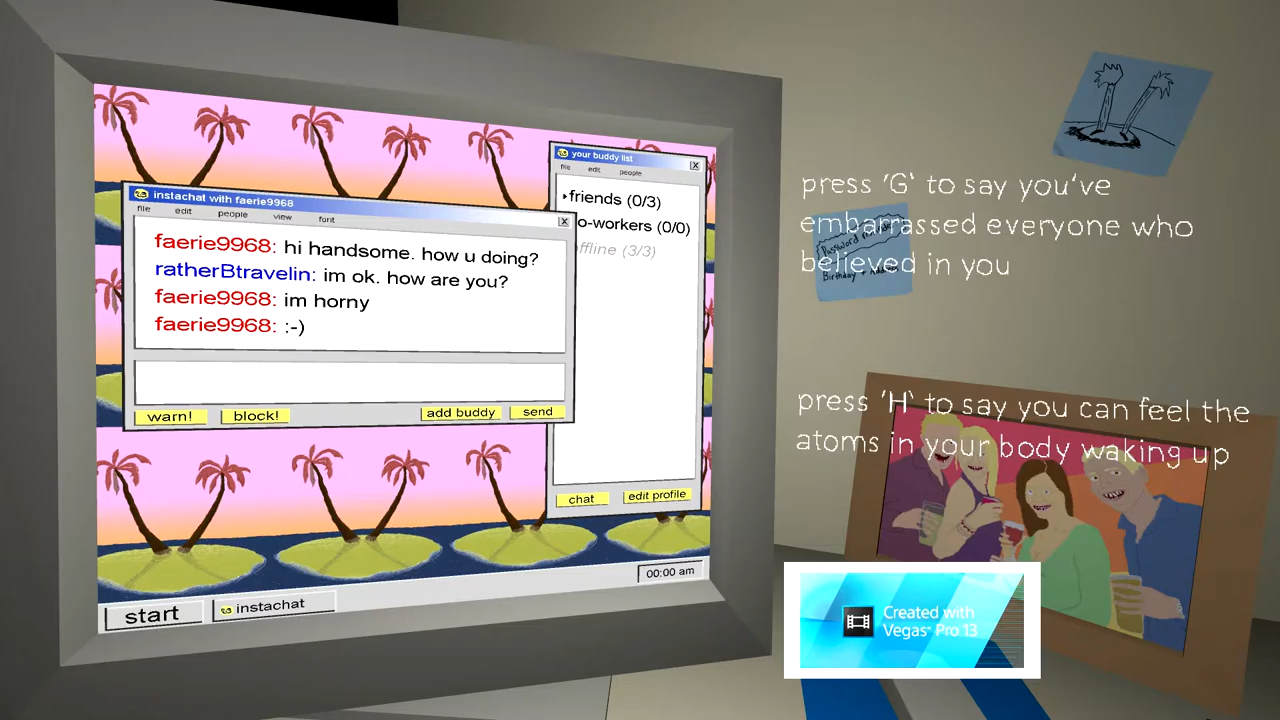 instachat with faerie9968
file edit people view font
faerie9968: hi handsome. how u doing?
ratherBtravelin: im ok. how are you?
faerie9968: im horny
faerie9968: :-)
warn! block! add buddy send
your buddy list
file edit people
friends (0/3)
o-workers (0/0)
ffline (3/3)
chat edit profile
start
instachat
00:00 am
press 'G' to say you've
embarrassed everyone who
believed in you
Password
Birthday +
press 'H' to say you can feel the
atoms in your body waking up
Created with
Vegas® Pro 13